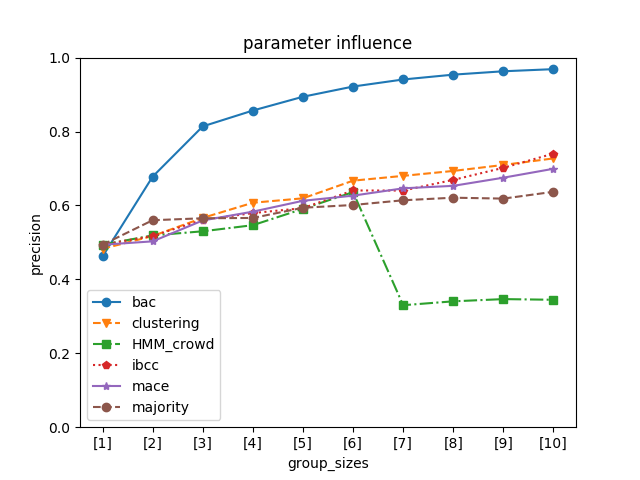 parameter influence
precision
1.0
0.8
0.6
0.4
0.2
0.0
bac
clustering
HMM_crowd
ibcc
mace
majority
[1] [2] [3] [4] [5] [6] [7] [8] [9] [10]
group_sizes